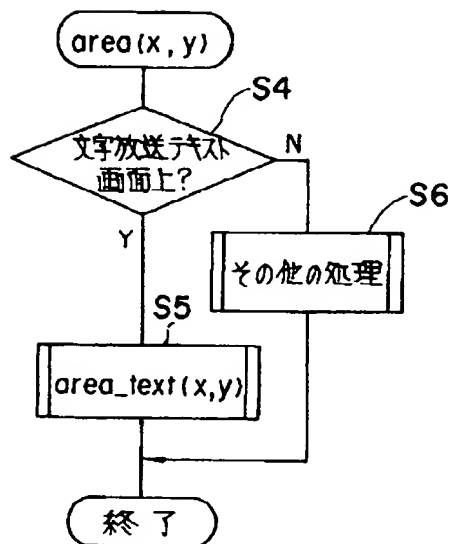 area(x,y)
S4
文字放送テキスト
画面上?
N
S6
Y
その他の処理
S5
area_text(x,y)
終了